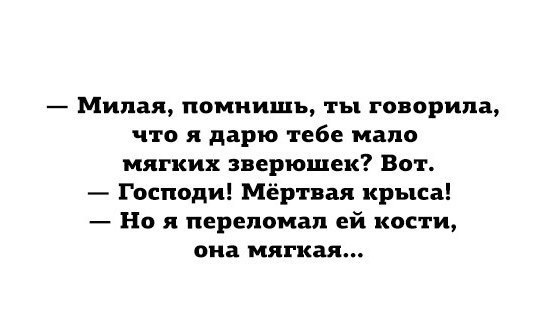 — Милая, помнишь, ты говорила,
что я дарю тебе мало
мягких зверюшек? Вот.
— Господи! Мёртвая крыса!
— Но я переломал ей кости,
она мягкая...